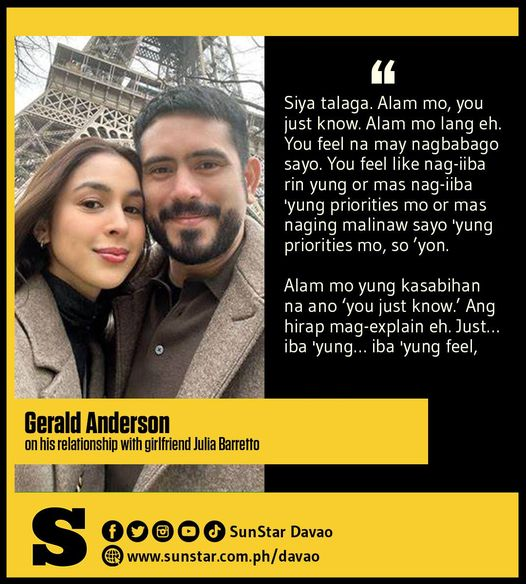 “
Siya talaga. Alam mo, you
just know. Alam mo lang eh.
You feel na may nagbabago
sayo. You feel like nag-iiba
rin yung or mas nag-iiba
'yung priorities mo or mas
naging malinaw sayo 'yung
priorities mo, so ’yon.
Alam mo yung kasabihan
na ano ‘you just know.’ Ang
hirap mag-explain eh. Just...
iba 'yung... iba 'yung feel,
Gerald Anderson
on his relationship with girlfriend Julia Barretto
S
SunStar Davao
www.sunstar.com.ph/davao